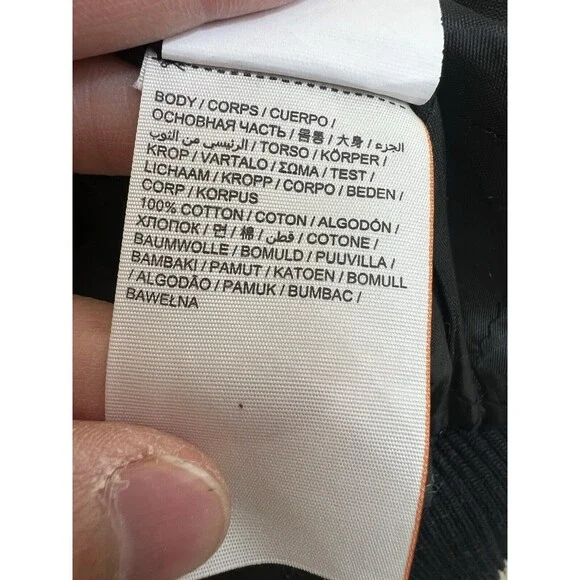 BODY / CORPS / CUERPO /
ОСНОВНАЯ ЧАСТЬ / 몸통 / 大身 / الجزء
الرئيسي من الثوب / TORSO / KÖRPER /
KROP / VARTALO / ΣΩΜΑ / TEST /
LICHAAM / KROPP / CORPO / BEDEN /
CORP / KORPUS
100% COTTON / COTON / ALGODÓN /
ХЛОПОК / 면 / 棉 / قطن / COTONE /
BAUMWOLLE / BOMULD / PUUVILLA /
BAMBAKI / PAMUT / KATOEN / BOMULL
/ ALGODÃO / PAMUK / BUMBAC /
BAWEŁNA